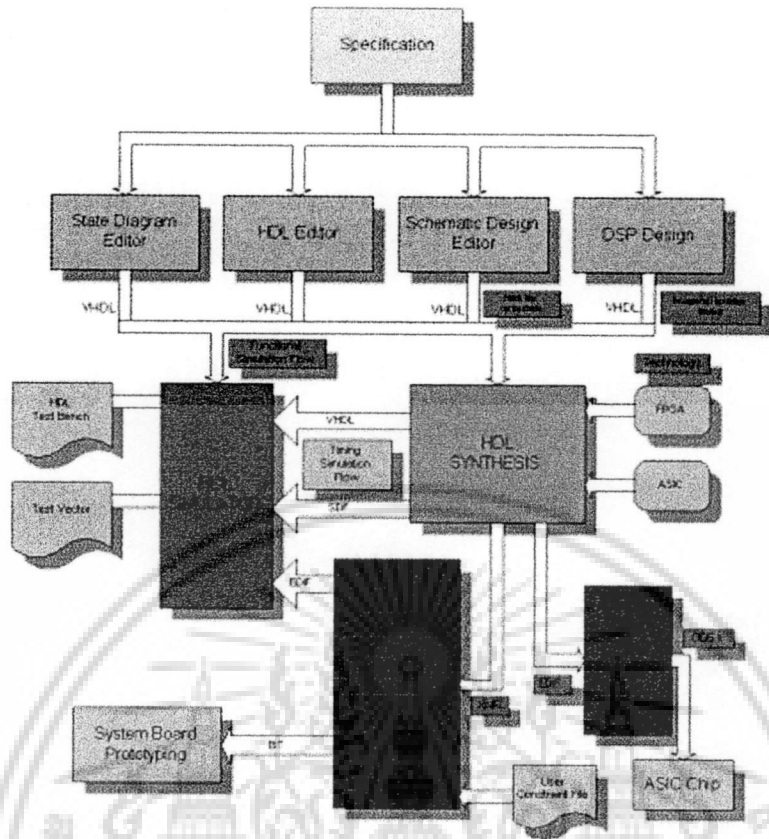 Specification
State Diagram
Editor
HDL Editor
Schematic Design
Editor
DSP Design
VHDL
VHDL
VHDL
VHDL
Functional
Simulation Flow
Technology
HDL
Test Bench
VHDL
HDL
SYNTHESIS
FPGA
Timing
Simulation
Flow
Test Vector
SDF
ASIC
EDIF
System Board
Prototyping
BIT
User
Constraint File
ASIC Chip